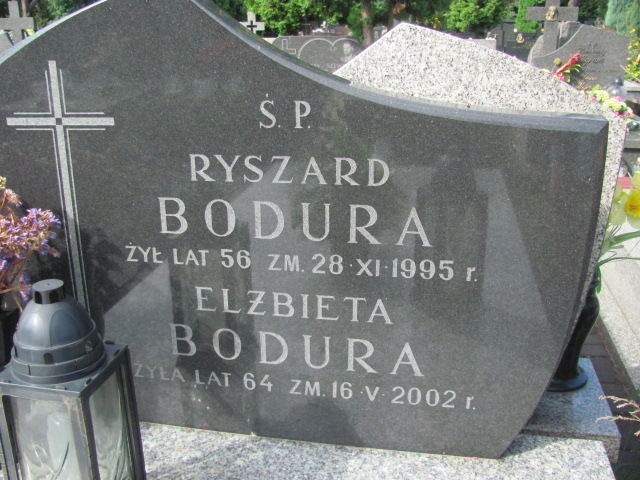 Ś. P.
RYSZARD
BODURA
ŻYŁ LAT 56 ZM. 28·XI·1995 r.
ELŻBIETA
BODURA
ŻYŁA LAT 64 ZM. 16·V·2002 r.